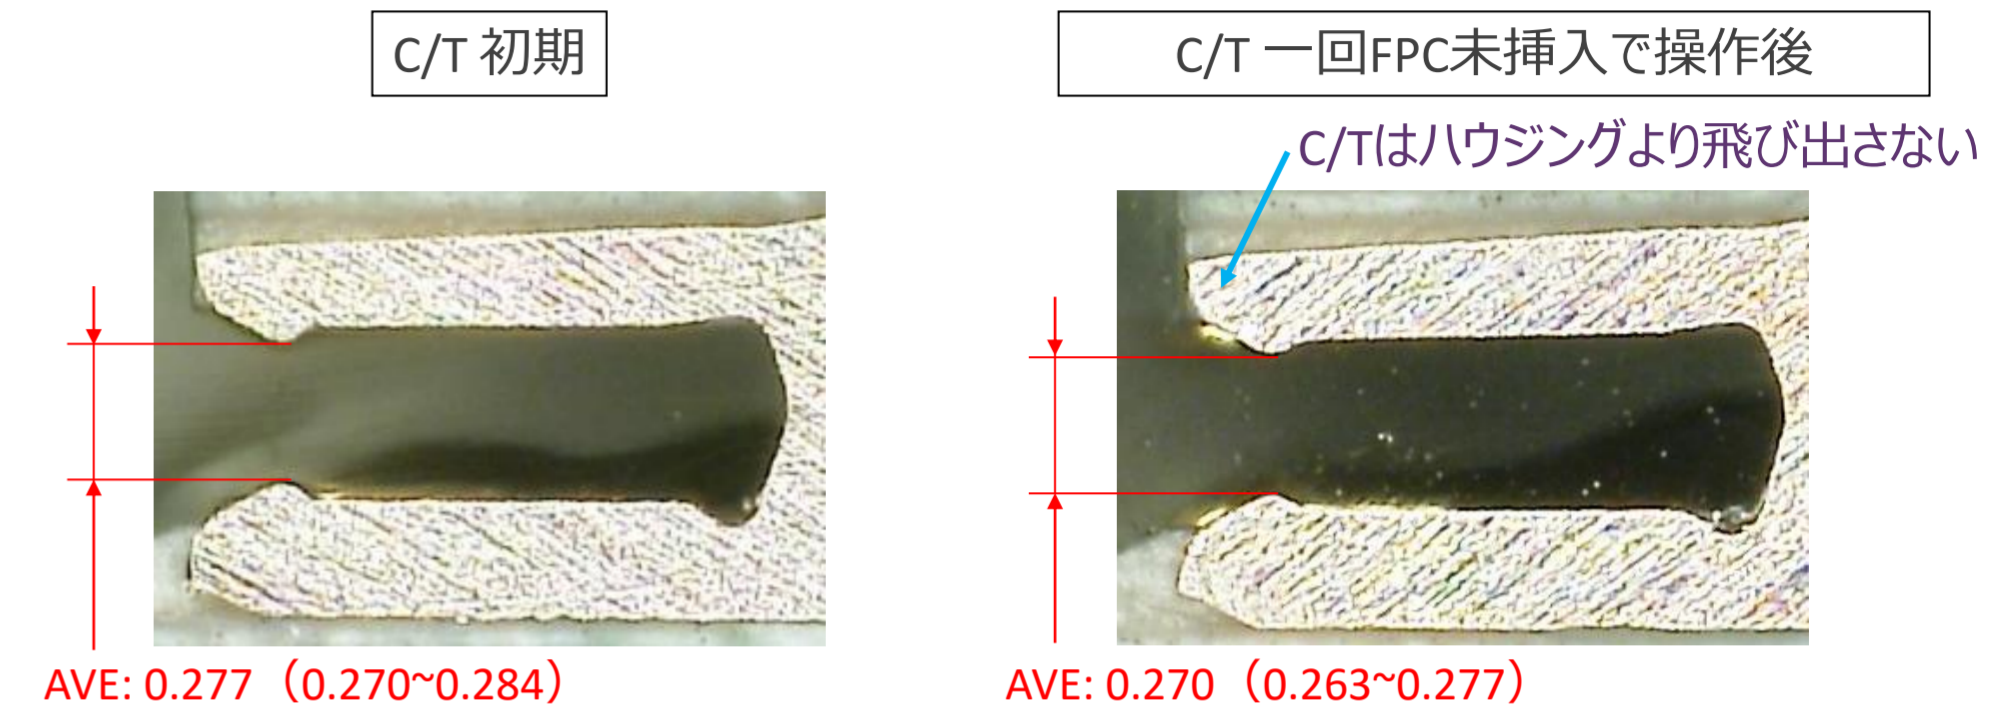 C/T 初期
C/T 一回FPC未挿入で操作後
C/Tはハウジングより飛び出さない
AVE: 0.277（0.270~0.284）
AVE: 0.270（0.263~0.277）